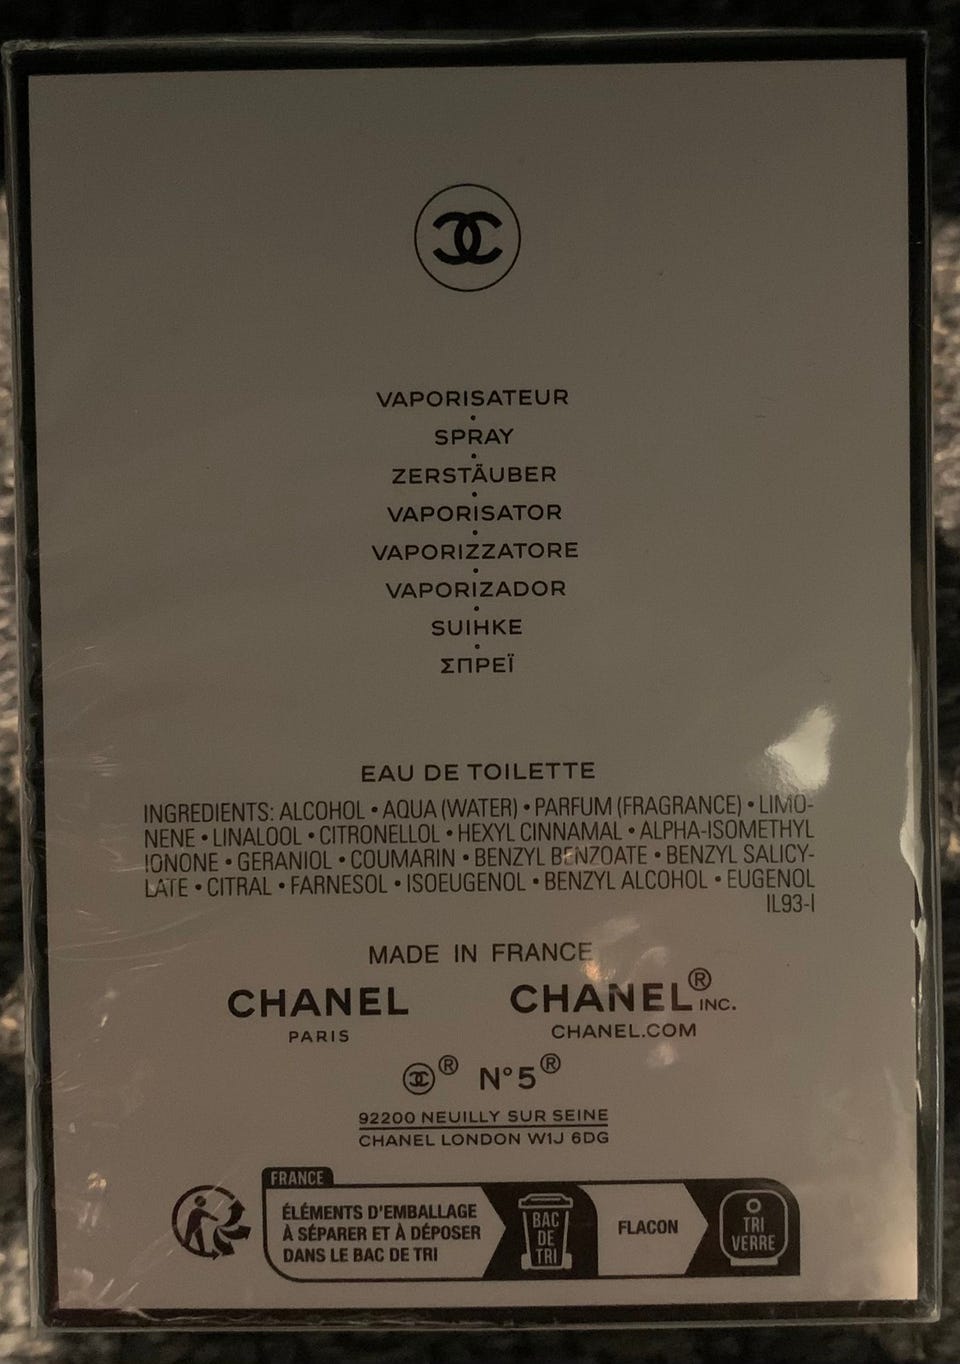 VAPORISATEUR
SPRAY
ZERSTÄUBER
VAPORISATOR
VAPORIZZATORE
VAPORIZADOR
SUIHKE
ΣΠΡΕΪ
EAU DE TOILETTE
INGREDIENTS: ALCOHOL • AQUA (WATER) • PARFUM (FRAGRANCE) • LIMO-
NENE • LINALOOL • CITRONELLOL • HEXYL CINNAMAL • ALPHA-ISOMETHYL
IONONE • GERANIOL • COUMARIN • BENZYL BENZOATE • BENZYL SALICY-
LATE • CITRAL • FARNESOL • ISOEUGENOL • BENZYL ALCOHOL • EUGENOL
IL93-I
MADE IN FRANCE
CHANEL CHANEL® INC.
PARIS CHANEL.COM
® N°5®
92200 NEUILLY SUR SEINE
CHANEL LONDON W1J 6DG
FRANCE
ÉLÉMENTS D'EMBALLAGE
À SÉPARER ET À DÉPOSER
DANS LE BAC DE TRI
BAC
DE
TRI
FLACON
TRI
VERRE